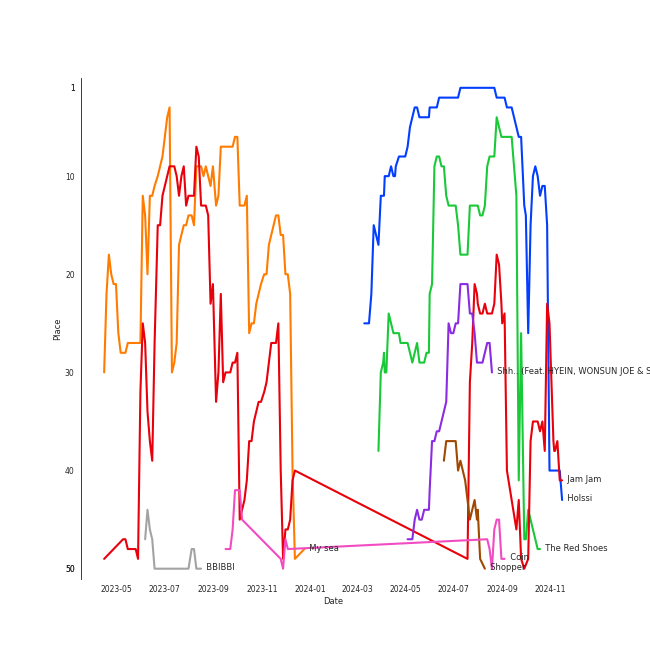 1
10
20
30
40
50
Place
Shh.. (Feat. HYEIN, WONSUN JOE & S
Jam Jam
Holssi
The Red Shoes
My sea
Coin
Shopper
BBIBBI
2023-05 2023-07 2023-09 2023-11 2024-01 2024-03 2024-05 2024-07 2024-09 2024-11
Date